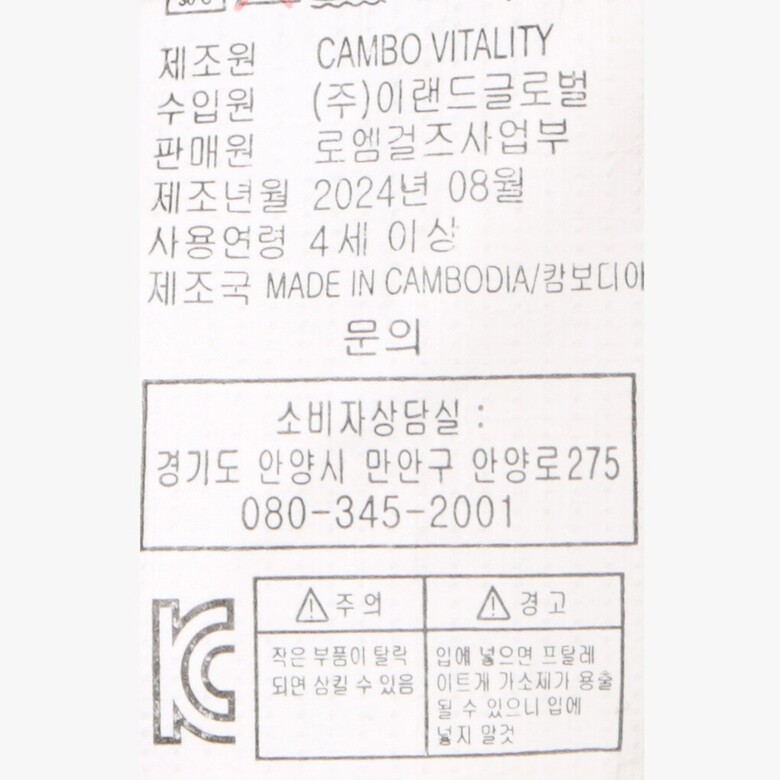 제조원 CAMBO VITALITY
수입원 (주)이랜드글로벌
판매원 로엠걸즈사업부
제조년월 2024년 08월
사용연령 4세 이상
제조국 MADE IN CAMBODIA/캄보디아
문의
소비자상담실 :
경기도 안양시 만안구 안양로275
080-345-2001
주의
작은 부품이 탈락
되면 삼킬 수 있음
경고
입에 넣으면 프탈레
이트게 가소제가 용출
될 수 있으니 입에
넣지 말것